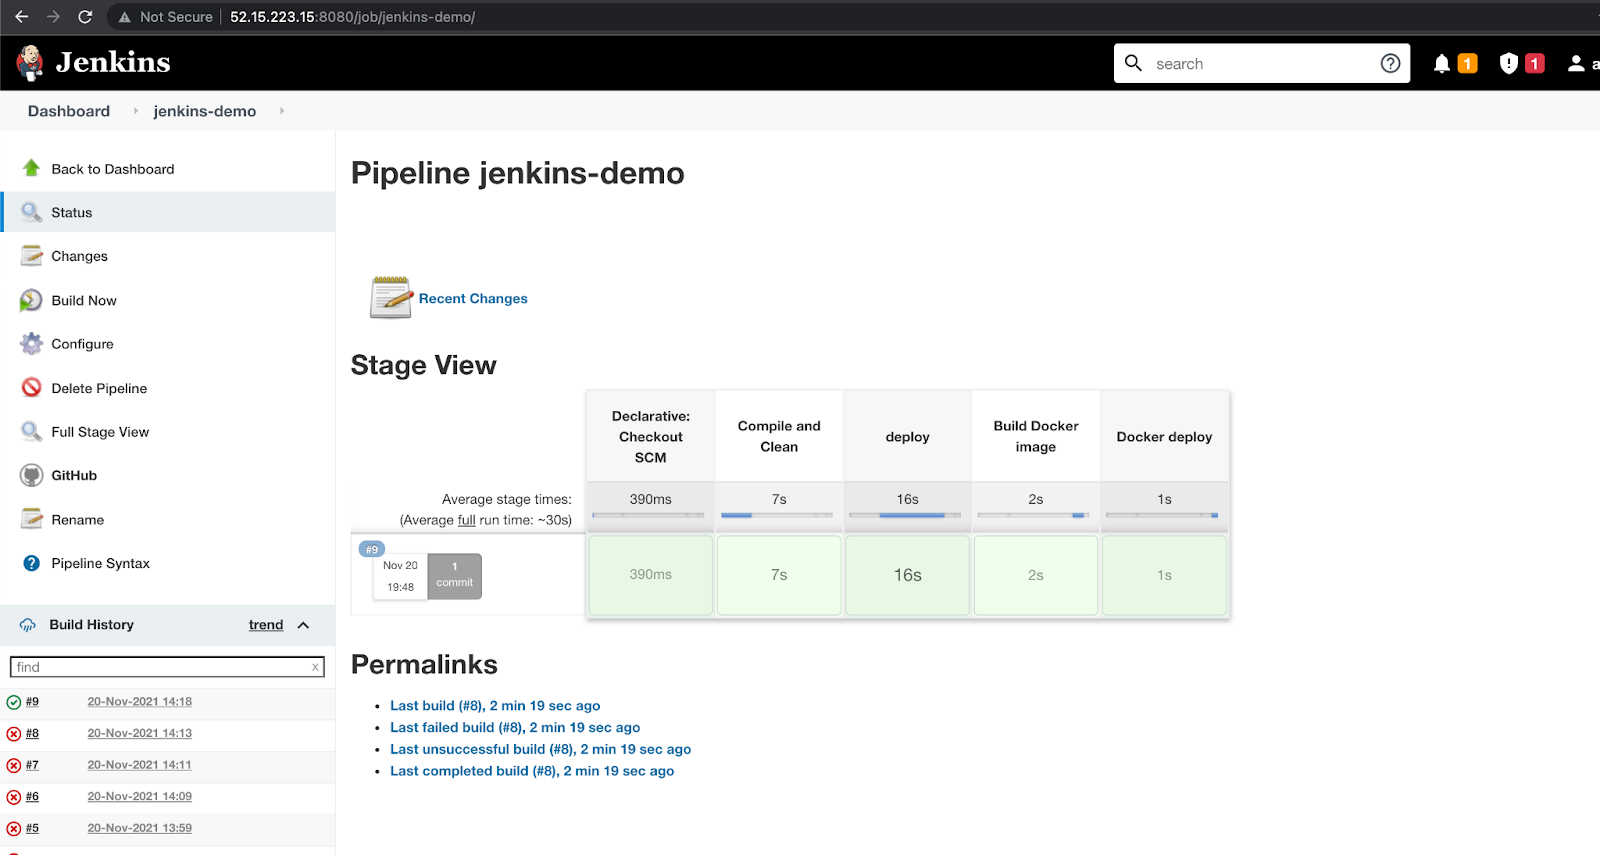 Not Secure 52.15.223.15:8080/job/jenkins-demo/
Jenkins
search
1
1
a
Dashboard
jenkins-demo
Back to Dashboard
Status
Changes
Build Now
Configure
Delete Pipeline
Full Stage View
GitHub
Rename
Pipeline Syntax
Build History
trend
find
x
#9 20-Nov-2021 14:18
#8 20-Nov-2021 14:13
#7 20-Nov-2021 14:11
#6 20-Nov-2021 14:09
#5 20-Nov-2021 13:59
Pipeline jenkins-demo
Recent Changes
Stage View
Declarative:
Checkout
SCM
Compile and
Clean
deploy
Build Docker
image
Docker deploy
Average stage times:
(Average full run time: ~30s)
390ms 7s 16s 2s 1s
#9
Nov 20
19:48
1
commit
390ms 7s 16s 2s 1s
Permalinks
Last build (#8), 2 min 19 sec ago
Last failed build (#8), 2 min 19 sec ago
Last unsuccessful build (#8), 2 min 19 sec ago
Last completed build (#8), 2 min 19 sec ago